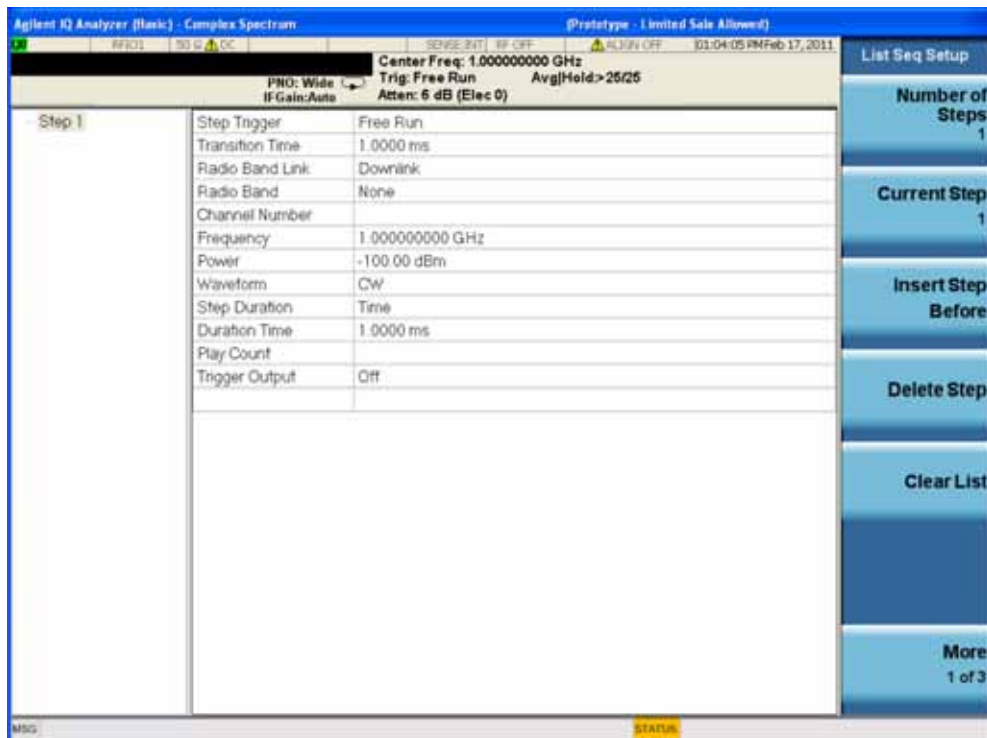 Agilent IQ Analyzer (Basic) - Complex Spectrum (Prototype - Limited Sale Allowed)
RFIO1 50 Ω DC SENSE:INT RF OFF ALIGN OFF 01:04:05 PM Feb 17, 2011
Center Freq: 1.000000000 GHz
PNO: Wide Trig: Free Run Avg|Hold:> 25/25
IFGain:Auto Atten: 6 dB (Elec 0)
Step 1
Step Trigger Free Run
Transition Time 1.0000 ms
Radio Band Link Downlink
Radio Band None
Channel Number
Frequency 1.000000000 GHz
Power -100.00 dBm
Waveform CW
Step Duration Time
Duration Time 1.0000 ms
Play Count
Trigger Output Off
List Seq Setup
Number of
Steps
1
Current Step
1
Insert Step
Before
Delete Step
Clear List
More
1 of 3
MSG STATUS